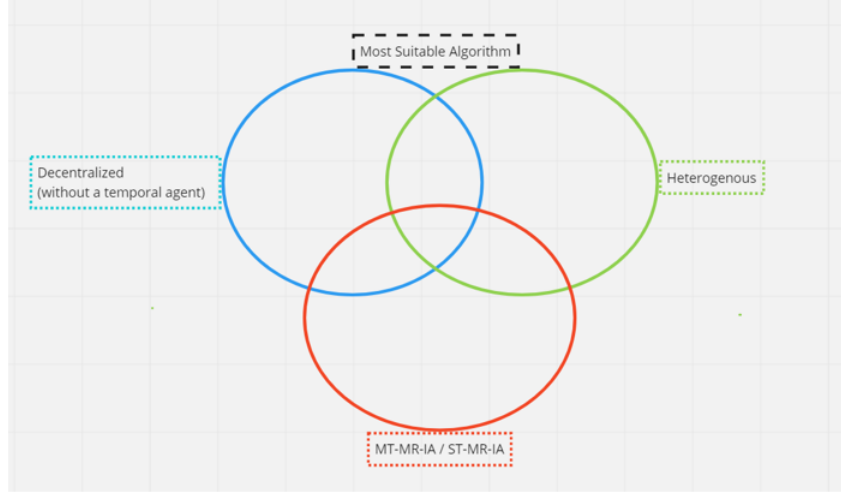 Most Suitable Algorithm
Decentralized
(without a temporal agent)
Heterogenous
MT-MR-IA / ST-MR-IA